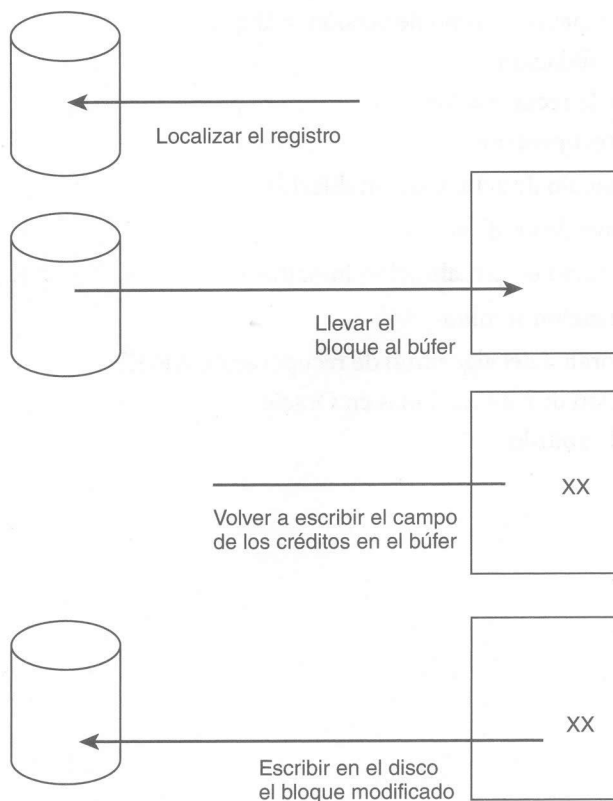 Localizar el registro
Llevar el
bloque al búfer
XX
Volver a escribir el campo
de los créditos en el búfer
XX
Escribir en el disco
el bloque modificado